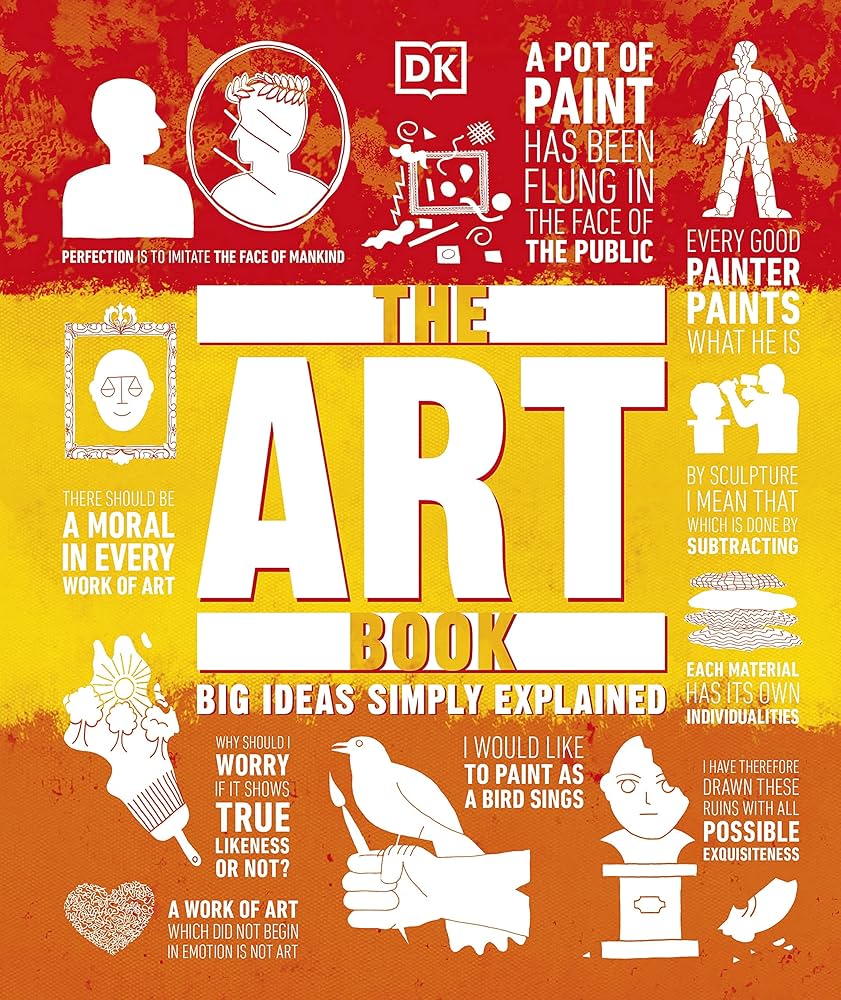 DK
A POT OF
PAINT
HAS BEEN
FLUNG IN
THE FACE OF
THE PUBLIC
PERFECTION IS TO IMITATE THE FACE OF MANKIND
EVERY GOOD
PAINTER
PAINTS
WHAT HE IS
THE
ART
BOOK
BIG IDEAS SIMPLY EXPLAINED
THERE SHOULD BE
A MORAL
IN EVERY
WORK OF ART
BY SCULPTURE
I MEAN THAT
WHICH IS DONE BY
SUBTRACTING
EACH MATERIAL
HAS ITS OWN
INDIVIDUALITIES
WHY SHOULD I
WORRY
IF IT SHOWS
TRUE
LIKENESS
OR NOT?
I WOULD LIKE
TO PAINT AS
A BIRD SINGS
I HAVE THEREFORE
DRAWN THESE
RUINS WITH ALL
POSSIBLE
EXQUISITENESS
A WORK OF ART
WHICH DID NOT BEGIN
IN EMOTION IS NOT ART